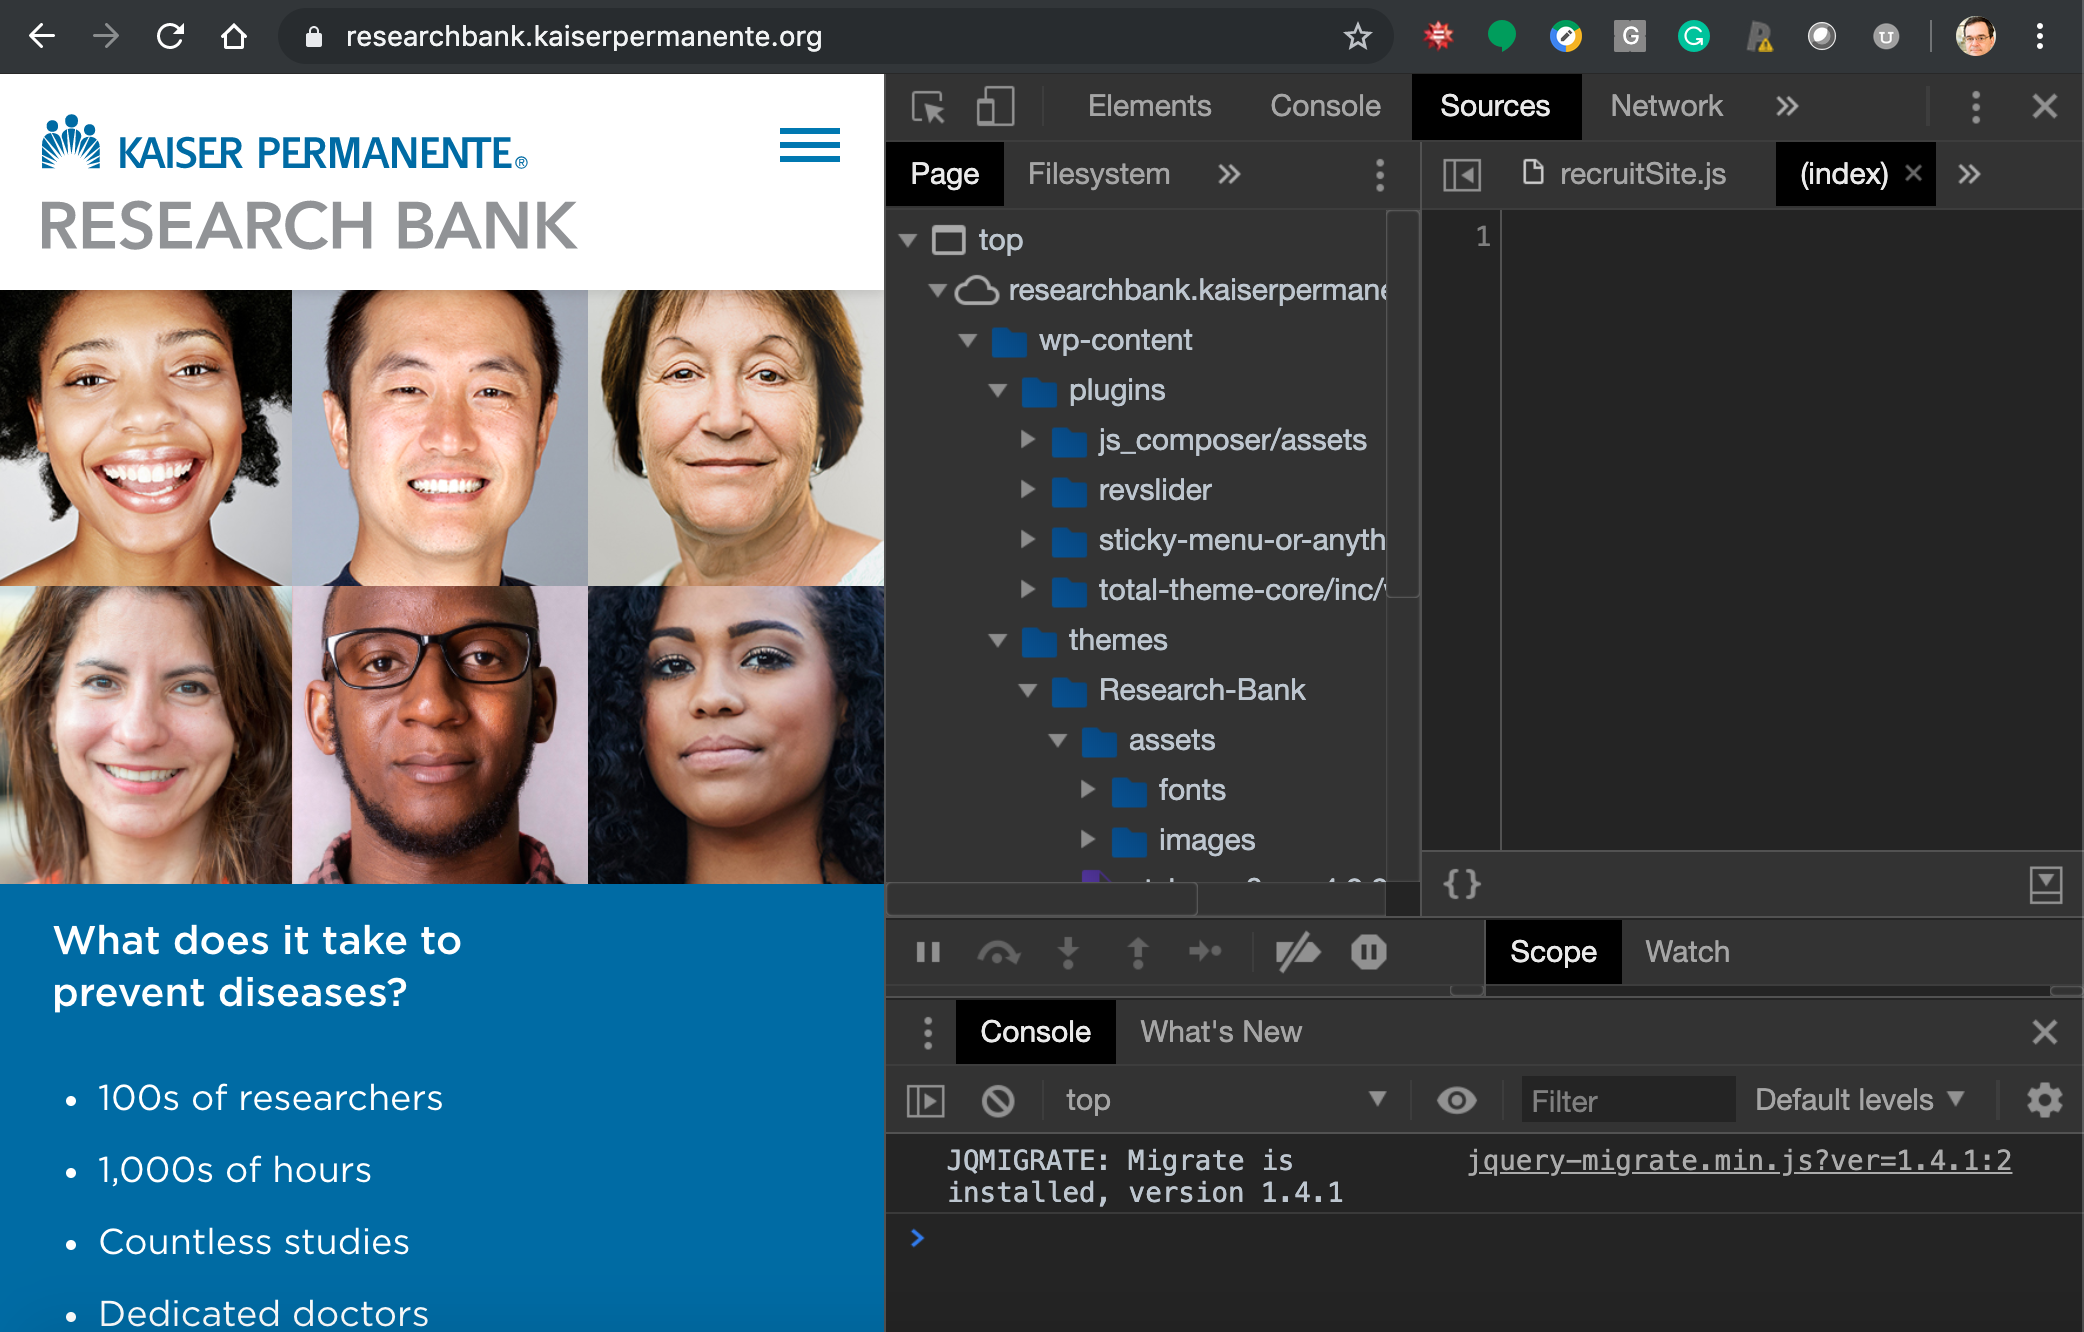 researchbank.kaiserpermanente.org
KAISER PERMANENTE®
RESEARCH BANK
What does it take to
prevent diseases?
• 100s of researchers
• 1,000s of hours
• Countless studies
• Dedicated doctors
Elements Console Sources Network »
Page Filesystem »
recruitSite.js (index) × »
top
researchbank.kaiserpermane
wp-content
plugins
js_composer/assets
revslider
sticky-menu-or-anyth
total-theme-core/inc/
themes
Research-Bank
assets
fonts
images
1
{}
Scope Watch
Console What's New
top Filter Default levels
JQMIGRATE: Migrate is
installed, version 1.4.1
jquery-migrate.min.js?ver=1.4.1:2